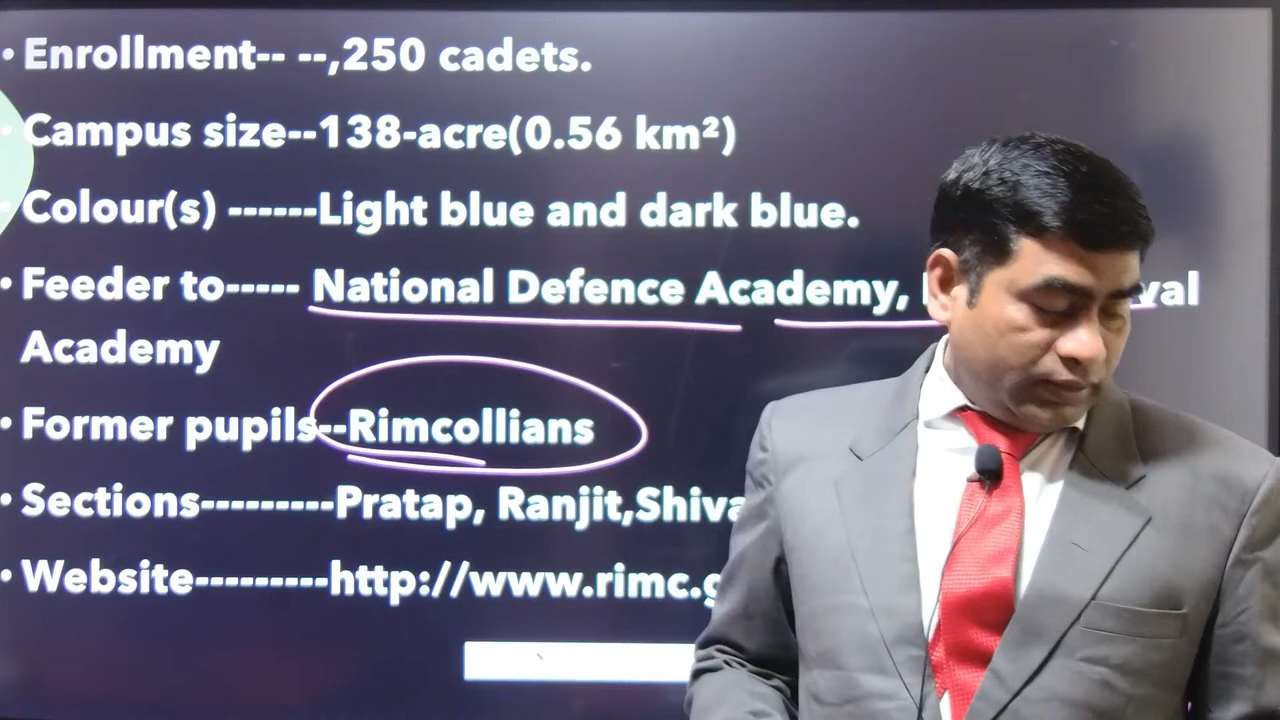 • Enrollment-- --,250 cadets.
• Campus size--138-acre(0.56 km²)
• Colour(s) ------Light blue and dark blue.
• Feeder to----- National Defence Academy,
Academy
• Former pupils--Rimcollians
• Sections---------Pratap, Ranjit,
• Website---------http://www.rimc.